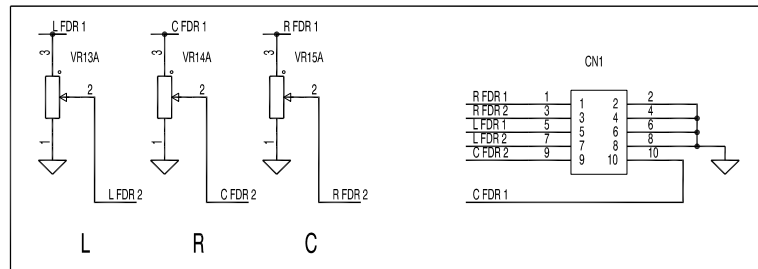 L FDR 1
C FDR 1
R FDR 1
3
VR13A
3
VR14A
3
VR15A
CN1
2
2
2
1
1
1
L FDR 2
C FDR 2
R FDR 2
R FDR 1 1 1 2 2
R FDR 2 3 3 4 4
L FDR 1 5 5 6 6
L FDR 2 7 7 8 8
C FDR 2 9 9 10 10
C FDR 1
L R C